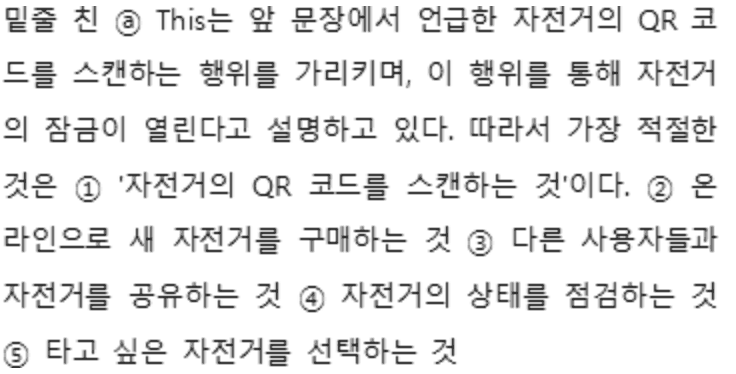 밑줄 친 ⓐ This는 앞 문장에서 언급한 자전거의 QR 코
드를 스캔하는 행위를 가리키며, 이 행위를 통해 자전거
의 잠금이 열린다고 설명하고 있다. 따라서 가장 적절한
것은 ① '자전거의 QR 코드를 스캔하는 것'이다. ② 온
라인으로 새 자전거를 구매하는 것 ③ 다른 사용자들과
자전거를 공유하는 것 ④ 자전거의 상태를 점검하는 것
⑤ 타고 싶은 자전거를 선택하는 것